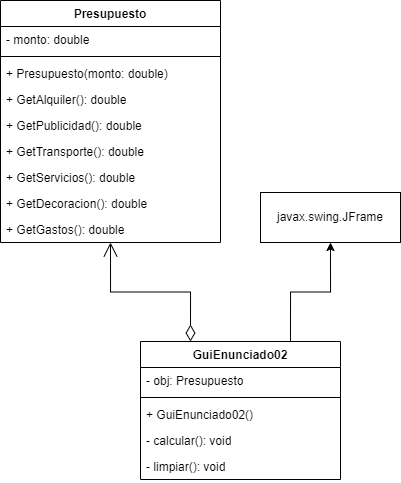 Presupuesto
- monto: double
+ Presupuesto(monto: double)
+ GetAlquiler(): double
+ GetPublicidad(): double
+ GetTransporte(): double
+ GetServicios(): double
+ GetDecoracion(): double
+ GetGastos(): double
javax.swing.JFrame
GuiEnunciado02
- obj: Presupuesto
+ GuiEnunciado02()
- calcular(): void
- limpiar(): void